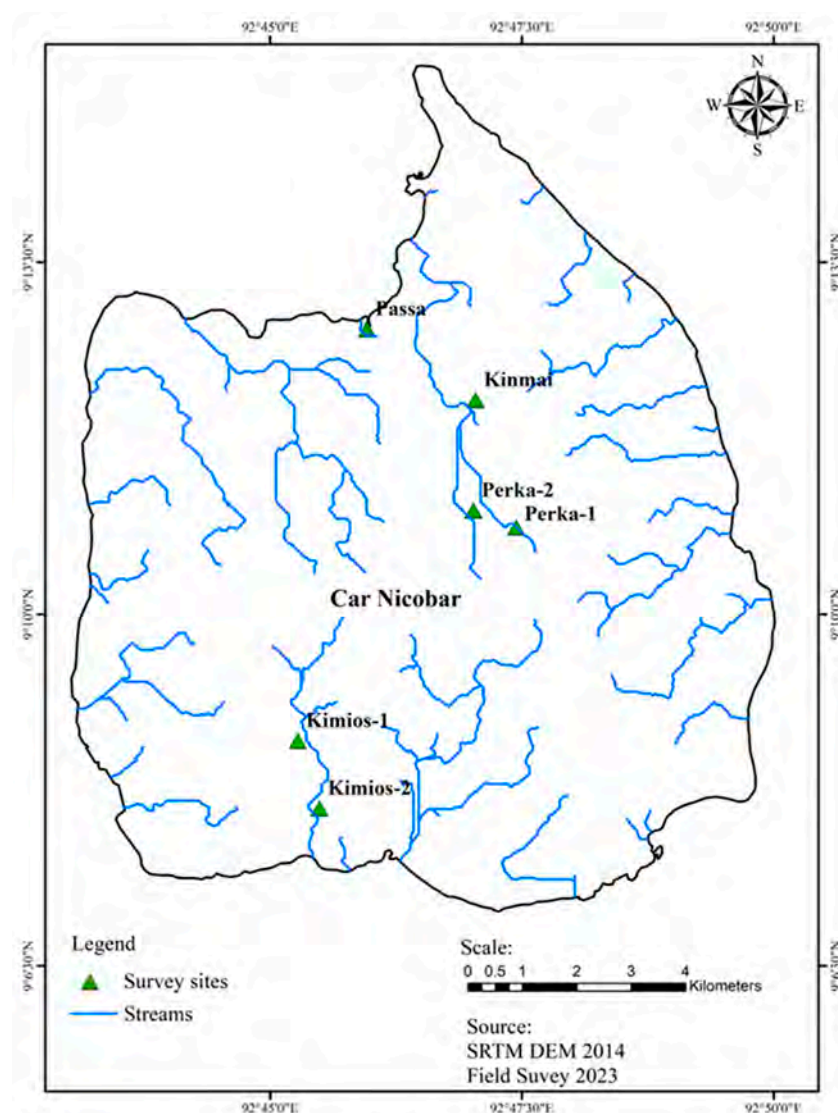 92°45'0"E
92°47'30"E
92°50'0"E
N
W E
S
9°13'30"N
9°13'30"N
Passa
Kinmai
Perka-2
Perka-1
Car Nicobar
9°10'0"N
9°10'0"N
Kimios-1
Kimios-2
Legend
Survey sites
Streams
Scale:
0 0.5 1 2 3 4
Kilometers
Source:
SRTM DEM 2014
Field Suvey 2023
9°6'30"N
9°6'30"N
92°45'0"E
92°47'30"E
92°50'0"E